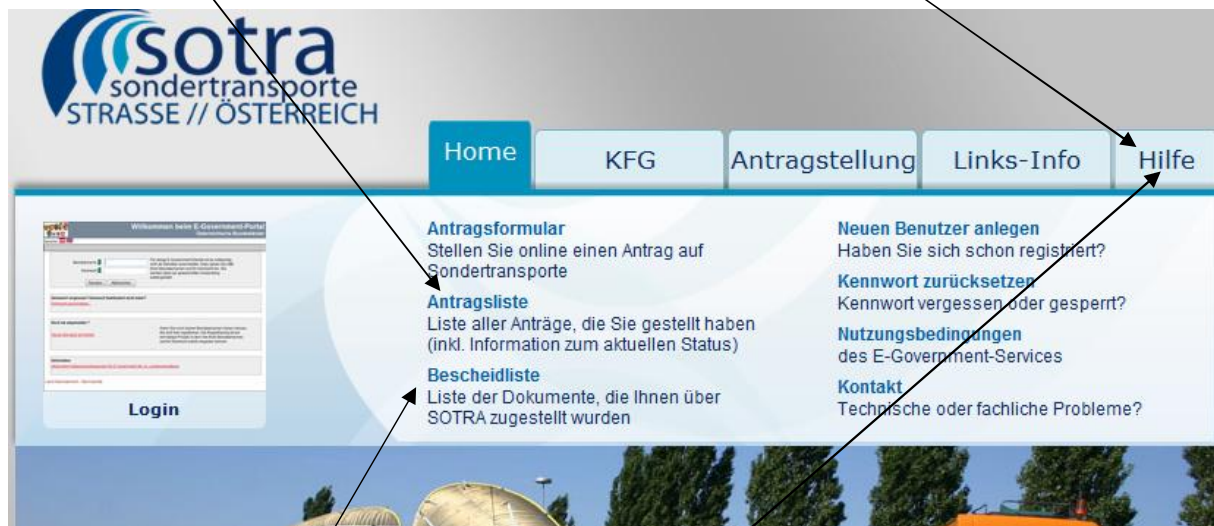 sotra
sondertransporte
STRASSE // ÖSTERREICH
Home
KFG
Antragstellung
Links-Info
Hilfe
Willkommen beim E-Government-Portal
Login
Antragsformular
Stellen Sie online einen Antrag auf
Sondertransporte
Antragsliste
Liste aller Anträge, die Sie gestellt haben
(inkl. Information zum aktuellen Status)
Bescheidliste
Liste der Dokumente, die Ihnen über
SOTRA zugestellt wurden
Neuen Benutzer anlegen
Haben Sie sich schon registriert?
Kennwort zurücksetzen
Kennwort vergessen oder gesperrt?
Nutzungsbedingungen
des E-Government-Services
Kontakt
Technische oder fachliche Probleme?